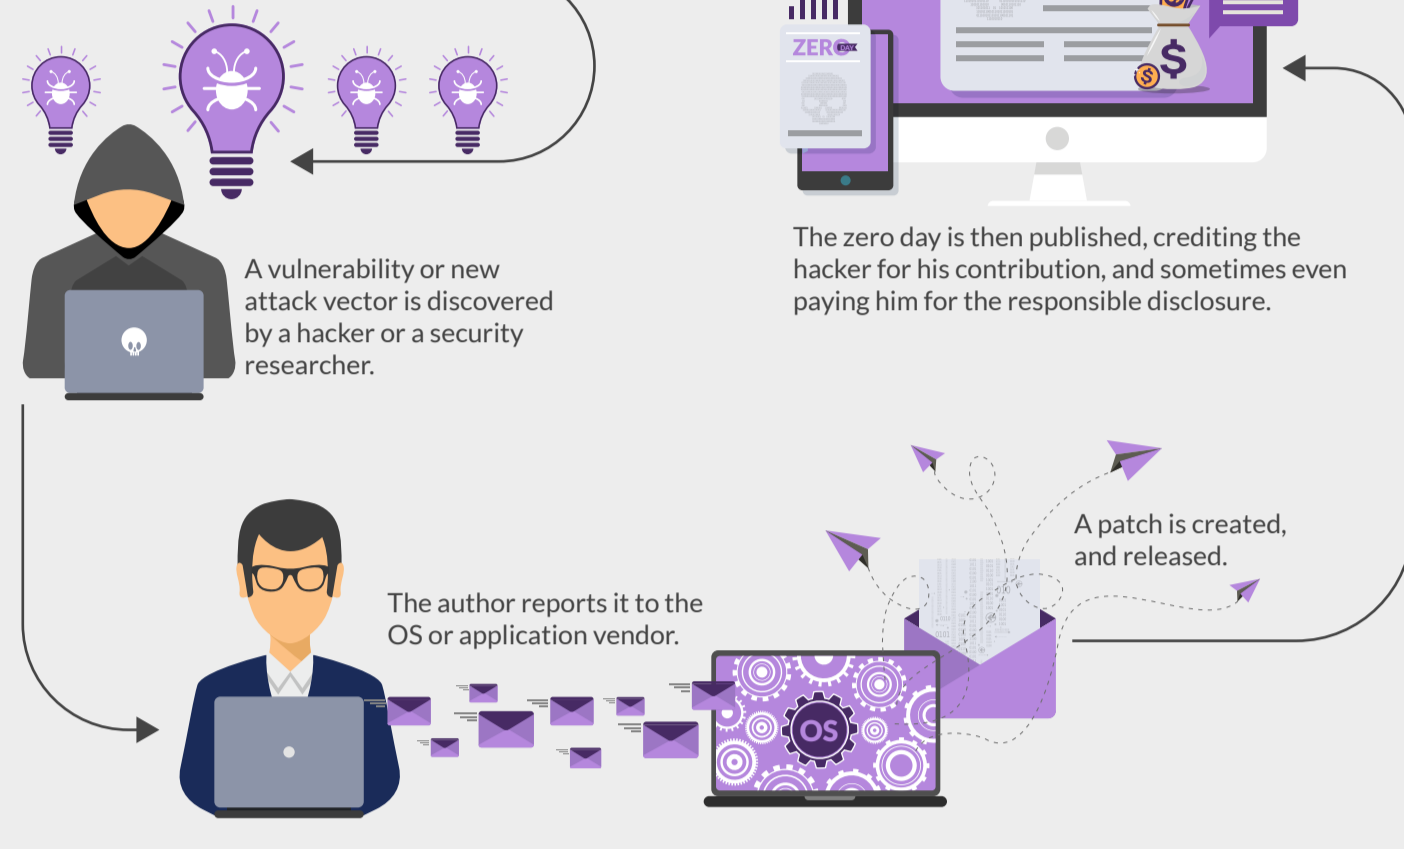 ZERO
DAY
$
$
The zero day is then published, crediting the
hacker for his contribution, and sometimes even
paying him for the responsible disclosure.
A vulnerability or new
attack vector is discovered
by a hacker or a security
researcher.
The author reports it to the
OS or application vendor.
OS
A patch is created,
and released.